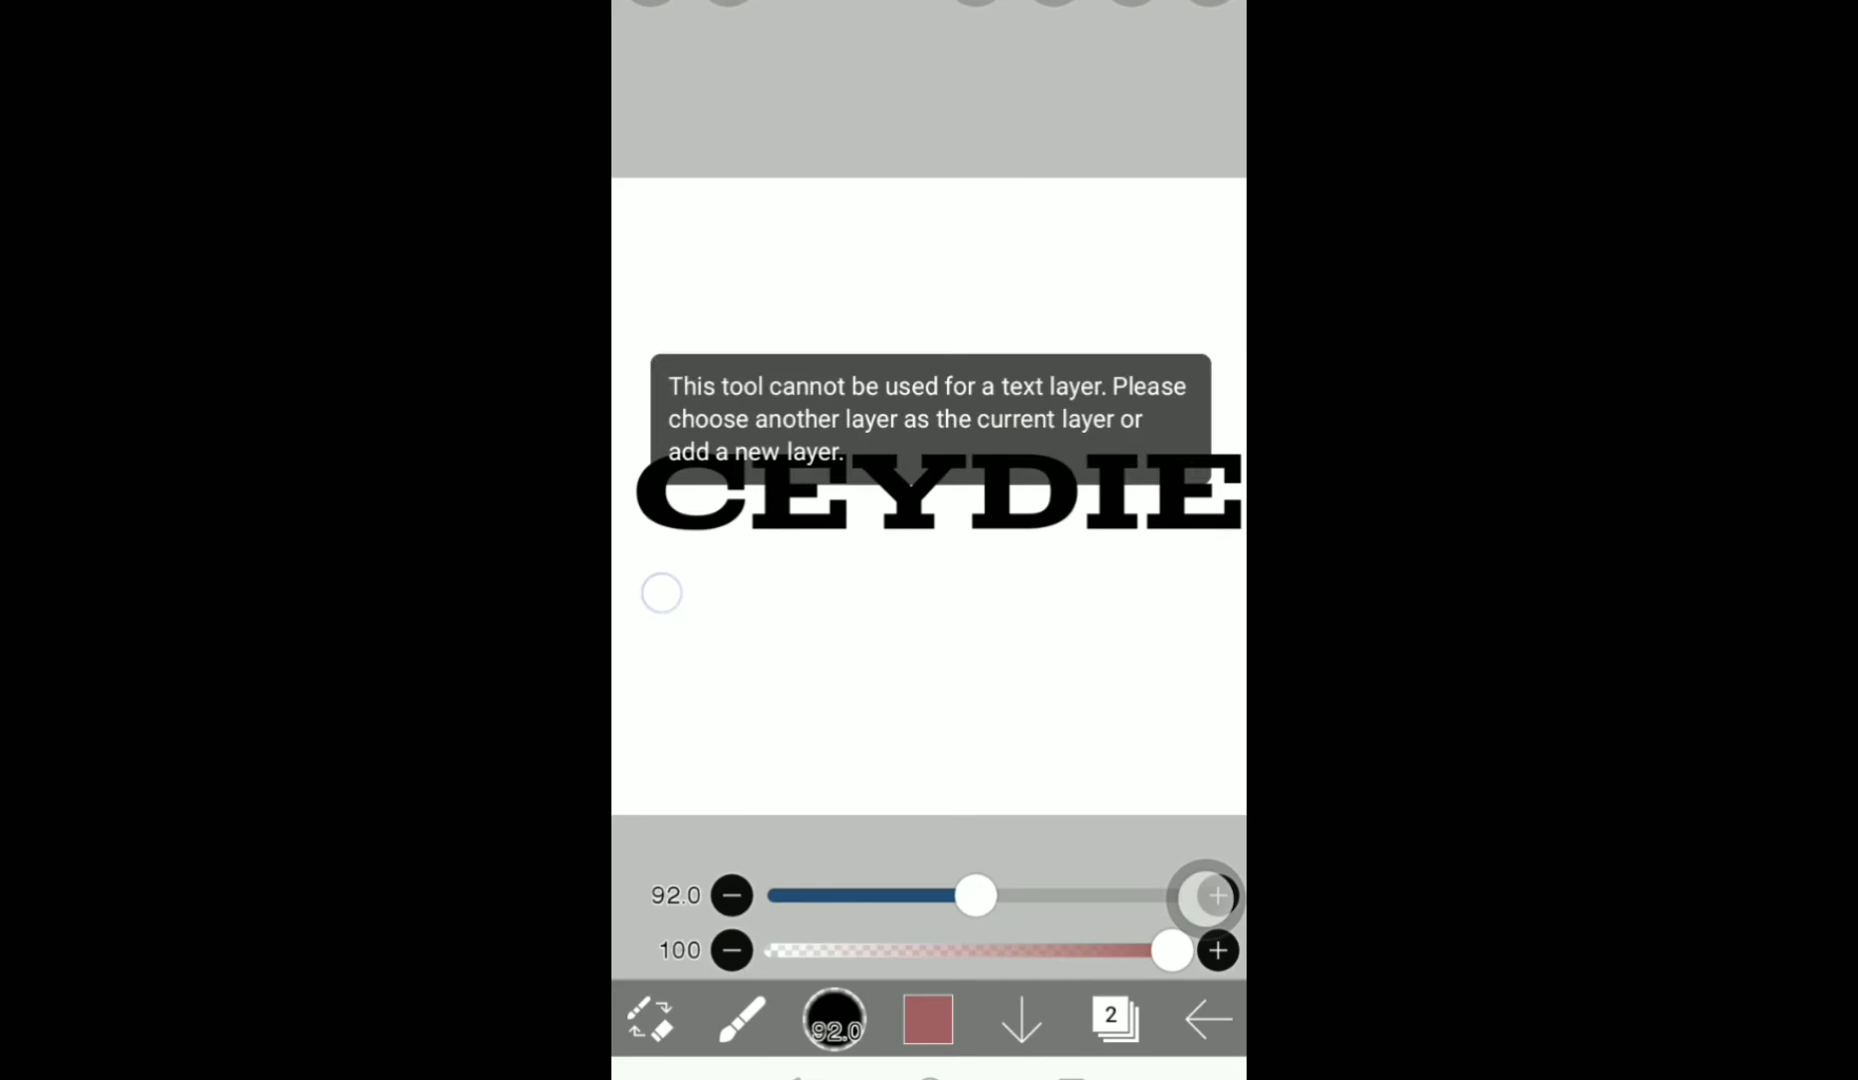 This tool cannot be used for a text layer. Please
choose another layer as the current layer or
add a new layer.
CEYDIE
92.0
100
92.0
2